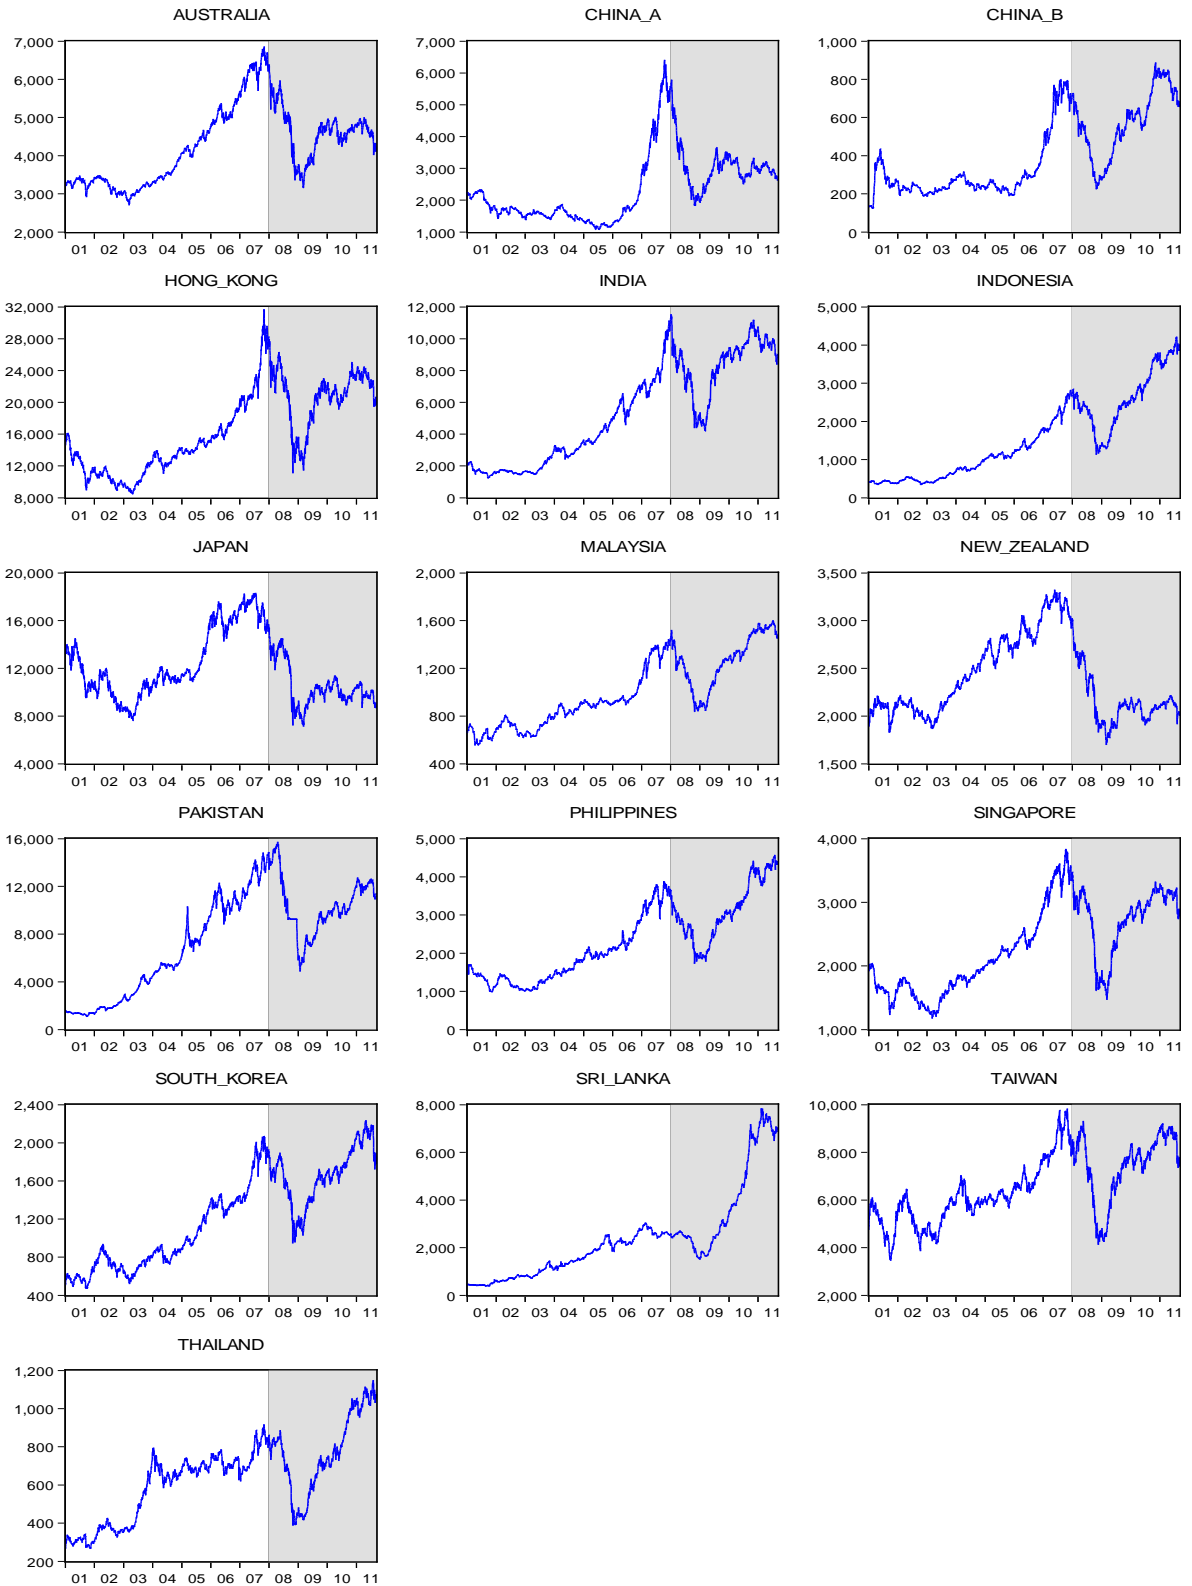 AUSTRALIA
7,000
6,000
5,000
4,000
3,000
2,000
01 02 03 04 05 06 07 08 09 10 11
CHINA_A
7,000
6,000
5,000
4,000
3,000
2,000
1,000
01 02 03 04 05 06 07 08 09 10 11
CHINA_B
1,000
800
600
400
200
0
01 02 03 04 05 06 07 08 09 10 11
HONG_KONG
32,000
28,000
24,000
20,000
16,000
12,000
8,000
01 02 03 04 05 06 07 08 09 10 11
INDIA
12,000
10,000
8,000
6,000
4,000
2,000
0
01 02 03 04 05 06 07 08 09 10 11
INDONESIA
5,000
4,000
3,000
2,000
1,000
0
01 02 03 04 05 06 07 08 09 10 11
JAPAN
20,000
16,000
12,000
8,000
4,000
01 02 03 04 05 06 07 08 09 10 11
MALAYSIA
2,000
1,600
1,200
800
400
01 02 03 04 05 06 07 08 09 10 11
NEW_ZEALAND
3,500
3,000
2,500
2,000
1,500
01 02 03 04 05 06 07 08 09 10 11
PAKISTAN
16,000
12,000
8,000
4,000
0
01 02 03 04 05 06 07 08 09 10 11
PHILIPPINES
5,000
4,000
3,000
2,000
1,000
0
01 02 03 04 05 06 07 08 09 10 11
SINGAPORE
4,000
3,000
2,000
1,000
01 02 03 04 05 06 07 08 09 10 11
SOUTH_KOREA
2,400
2,000
1,600
1,200
800
400
01 02 03 04 05 06 07 08 09 10 11
SRI_LANKA
8,000
6,000
4,000
2,000
0
01 02 03 04 05 06 07 08 09 10 11
TAIWAN
10,000
8,000
6,000
4,000
2,000
01 02 03 04 05 06 07 08 09 10 11
THAILAND
1,200
1,000
800
600
400
200
01 02 03 04 05 06 07 08 09 10 11